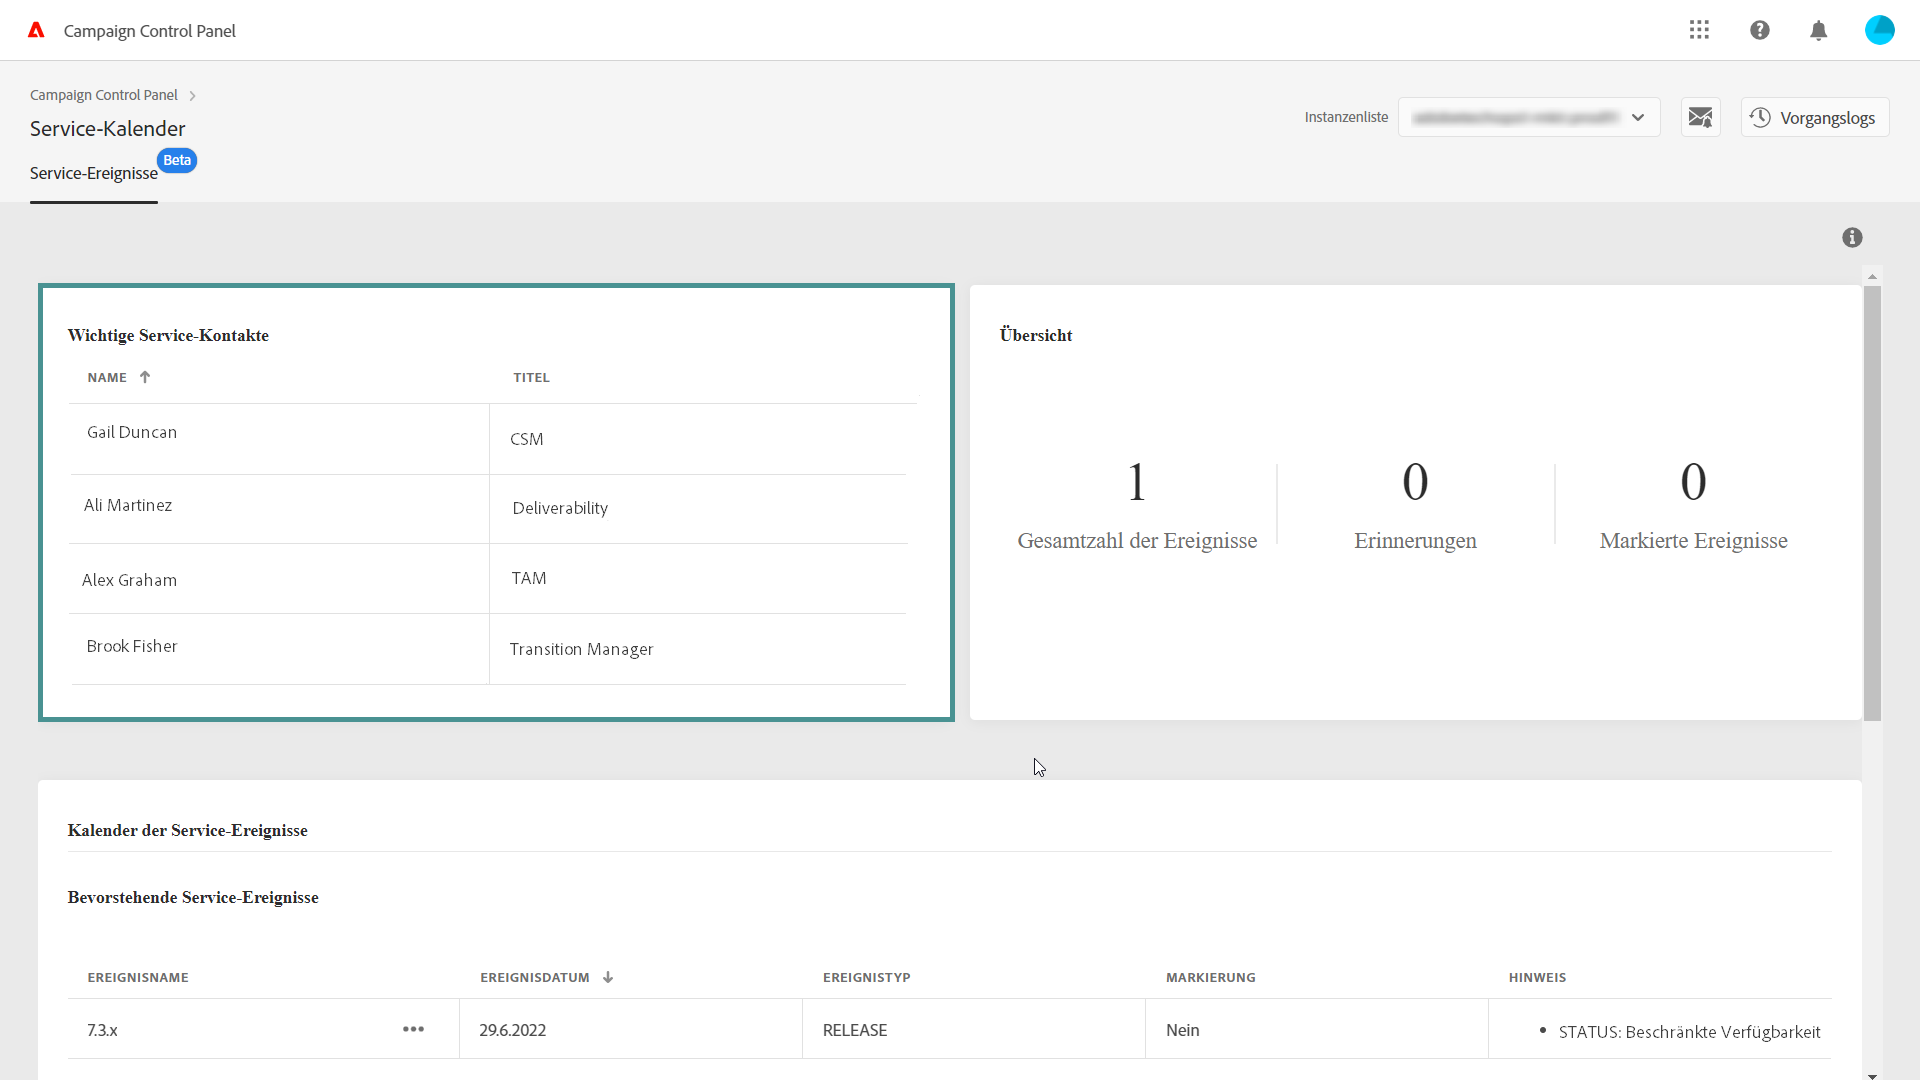 Campaign Control Panel
Campaign Control Panel
Service-Kalender
Instanzenliste
Vorgangslogs
Beta
Service-Ereignisse
Wichtige Service-Kontakte
NAME TITEL
Gail Duncan CSM
Ali Martinez Deliverability
Alex Graham TAM
Brook Fisher Transition Manager
Übersicht
1 0 0
Gesamtzahl der Ereignisse Erinnerungen Markierte Ereignisse
Kalender der Service-Ereignisse
Bevorstehende Service-Ereignisse
EREIGNISNAME EREIGNISDATUM EREIGNISTYP MARKIERUNG HINWEIS
7.3.x 29.6.2022 RELEASE Nein • STATUS: Beschränkte Verfügbarkeit